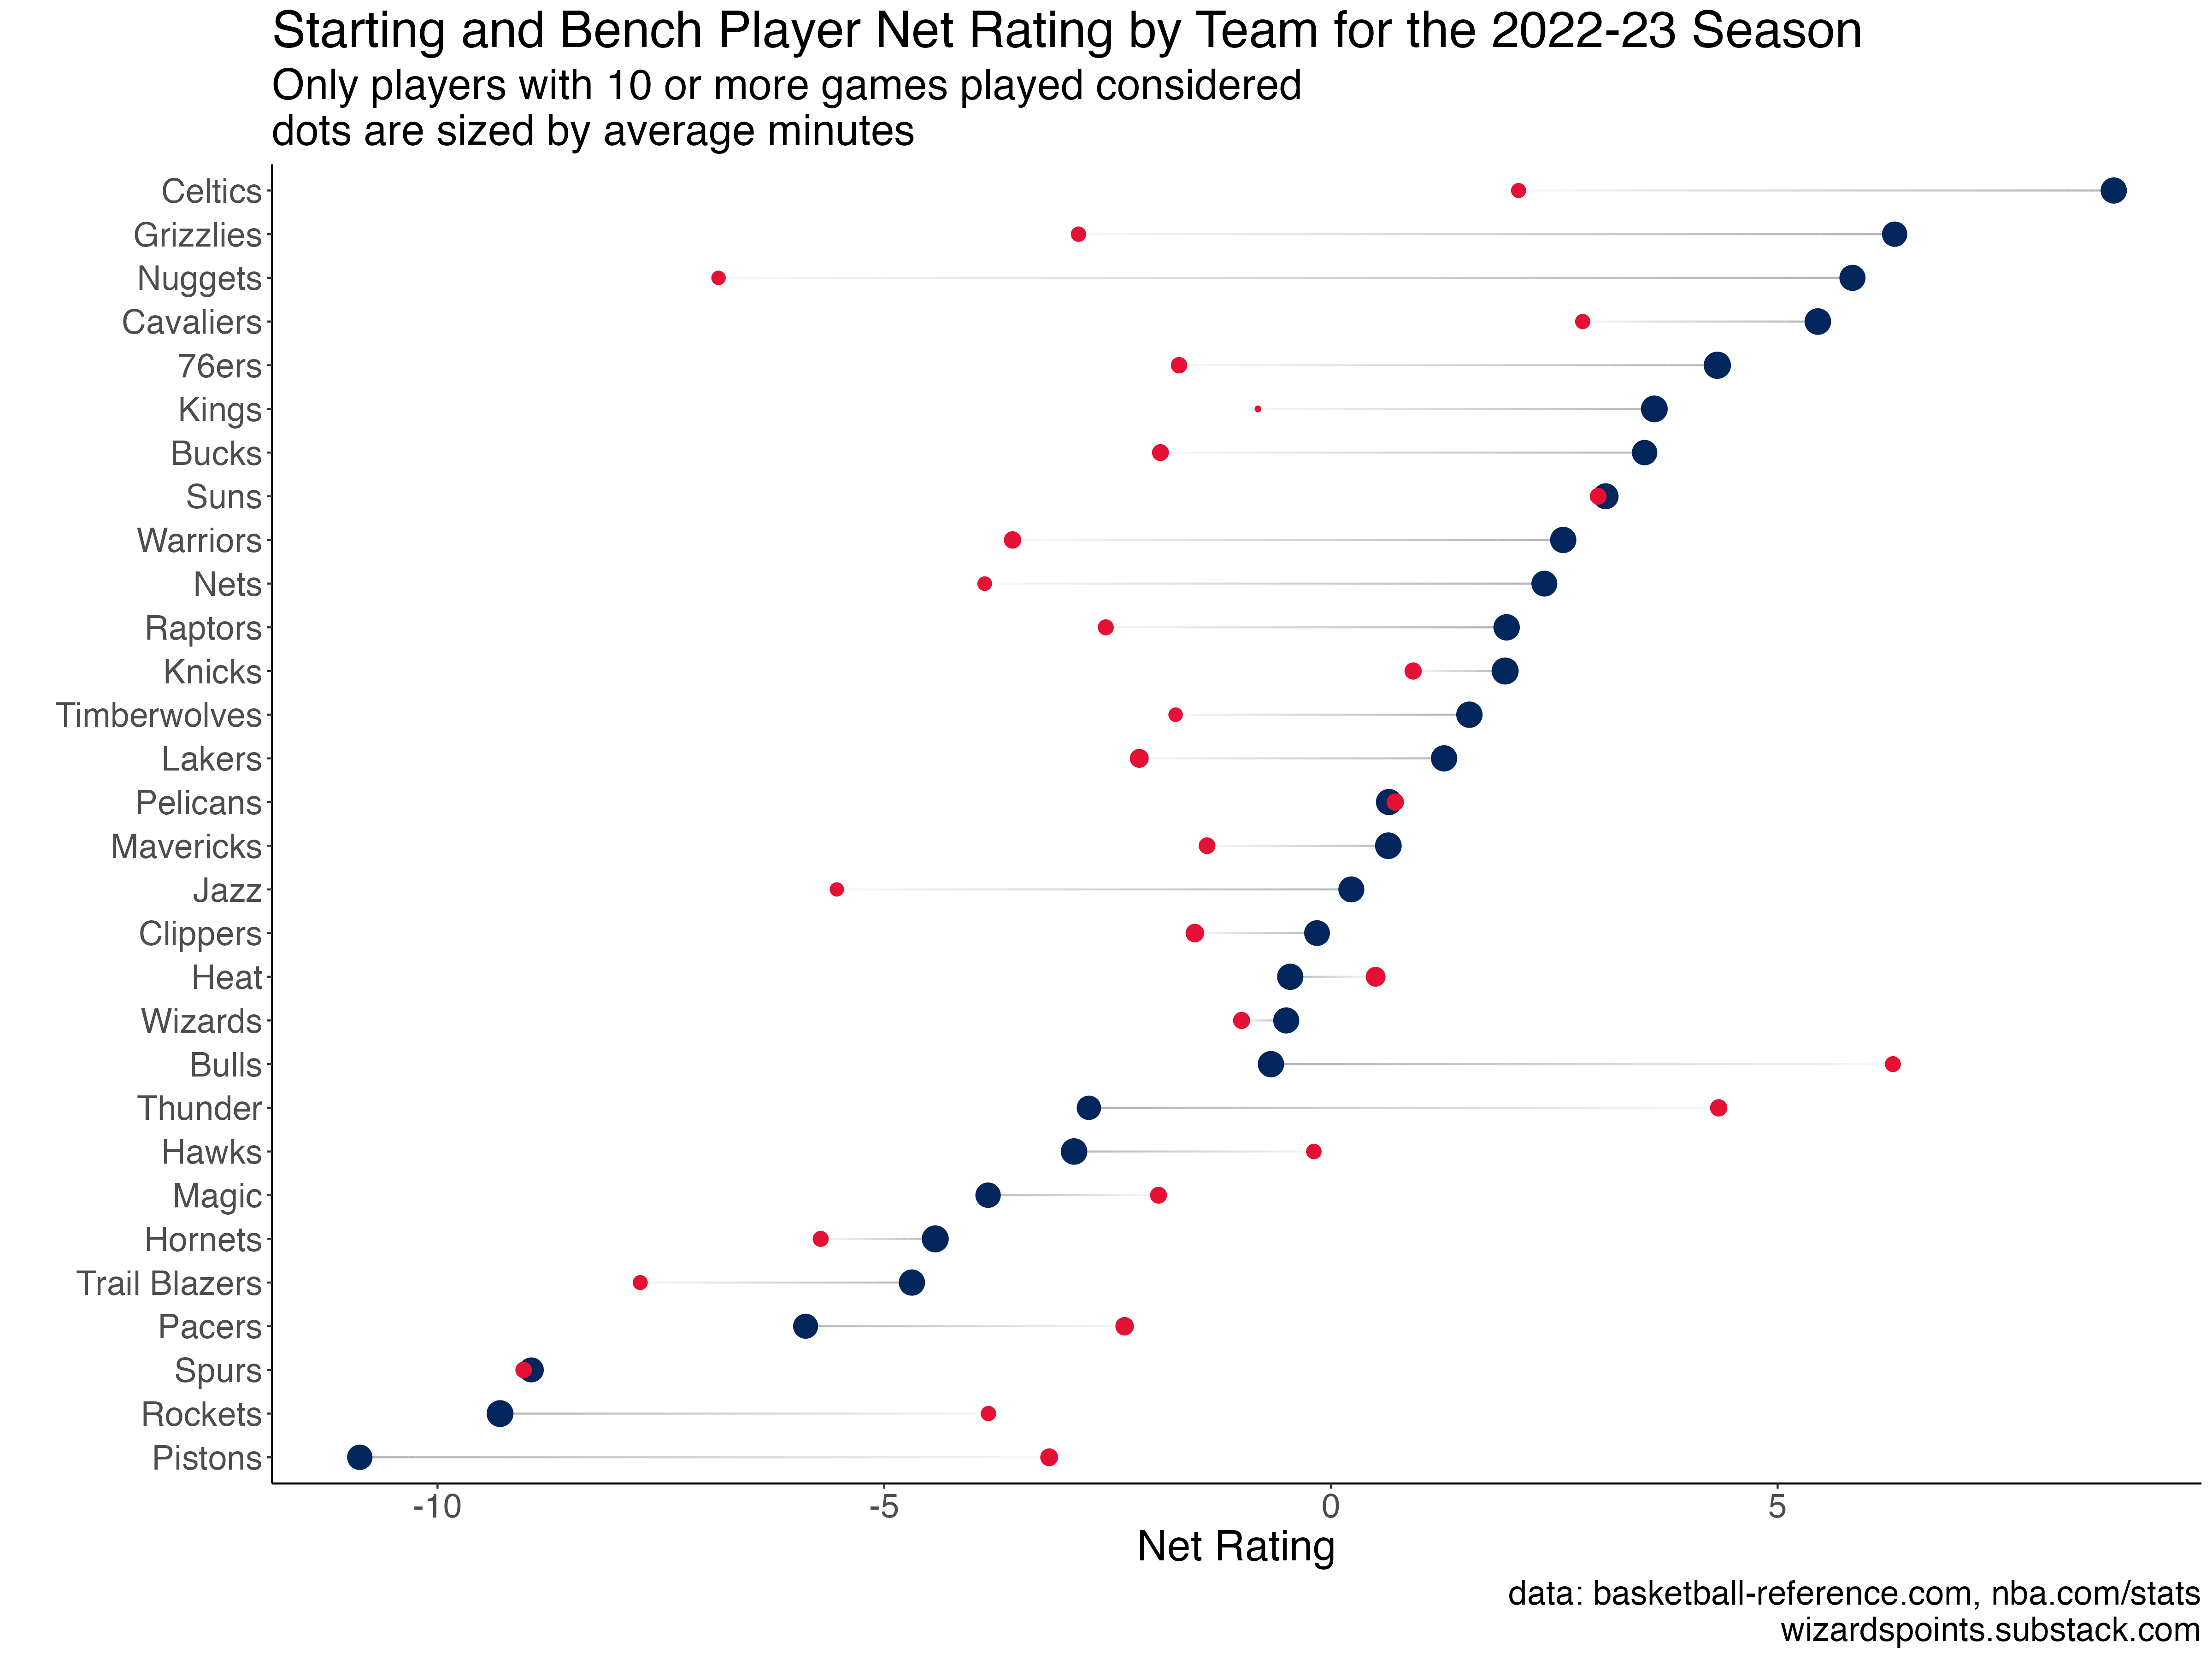 Starting and Bench Player Net Rating by Team for the 2022-23 Season
Only players with 10 or more games played considered
dots are sized by average minutes
Celtics
Grizzlies
Nuggets
Cavaliers
76ers
Kings
Bucks
Suns
Warriors
Nets
Raptors
Knicks
Timberwolves
Lakers
Pelicans
Mavericks
Jazz
Clippers
Heat
Wizards
Bulls
Thunder
Hawks
Magic
Hornets
Trail Blazers
Pacers
Spurs
Rockets
Pistons
-10 -5 0 5
Net Rating
data: basketball-reference.com, nba.com/stats
wizardspoints.substack.com